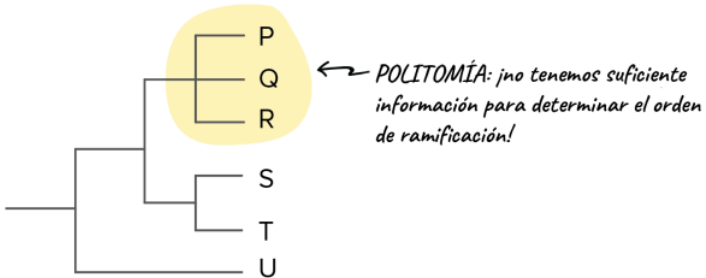 P
Q
R
S
T
U
POLITOMÍA: ¡no tenemos suficiente
información para determinar el orden
de ramificación!